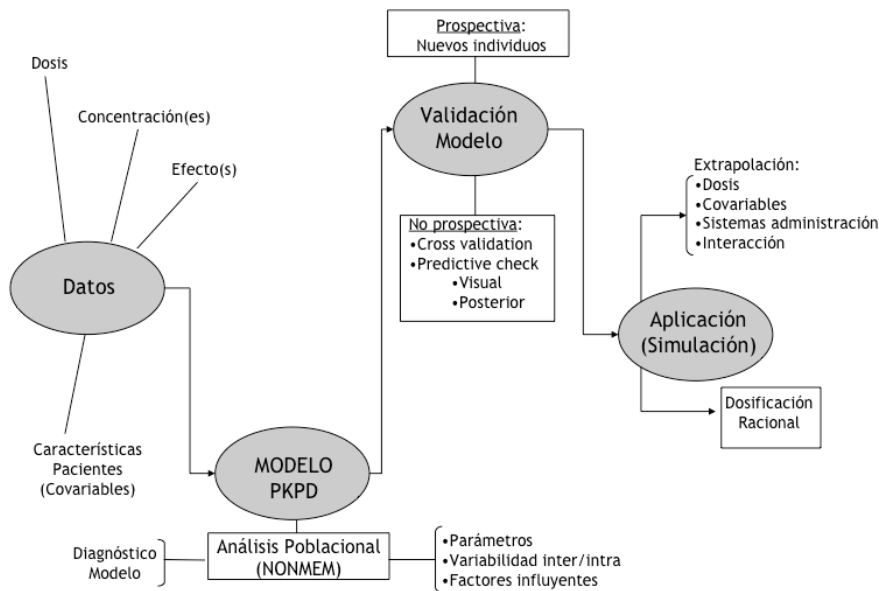 Prospectiva:
Nuevos individuos
Dosis
Concentración(es)
Efecto(s)
Validación
Modelo
Extrapolación:
•Dosis
•Covariables
•Sistemas administración
•Interacción
No prospectiva:
•Cross validation
•Predictive check
•Visual
•Posterior
Datos
Aplicación
(Simulación)
Dosificación
Racional
Características
Pacientes
(Covariables)
MODELO
PKPD
Diagnóstico
Modelo
Análisis Poblacional
(NONMEM)
•Parámetros
•Variabilidad inter/intra
•Factores influyentes